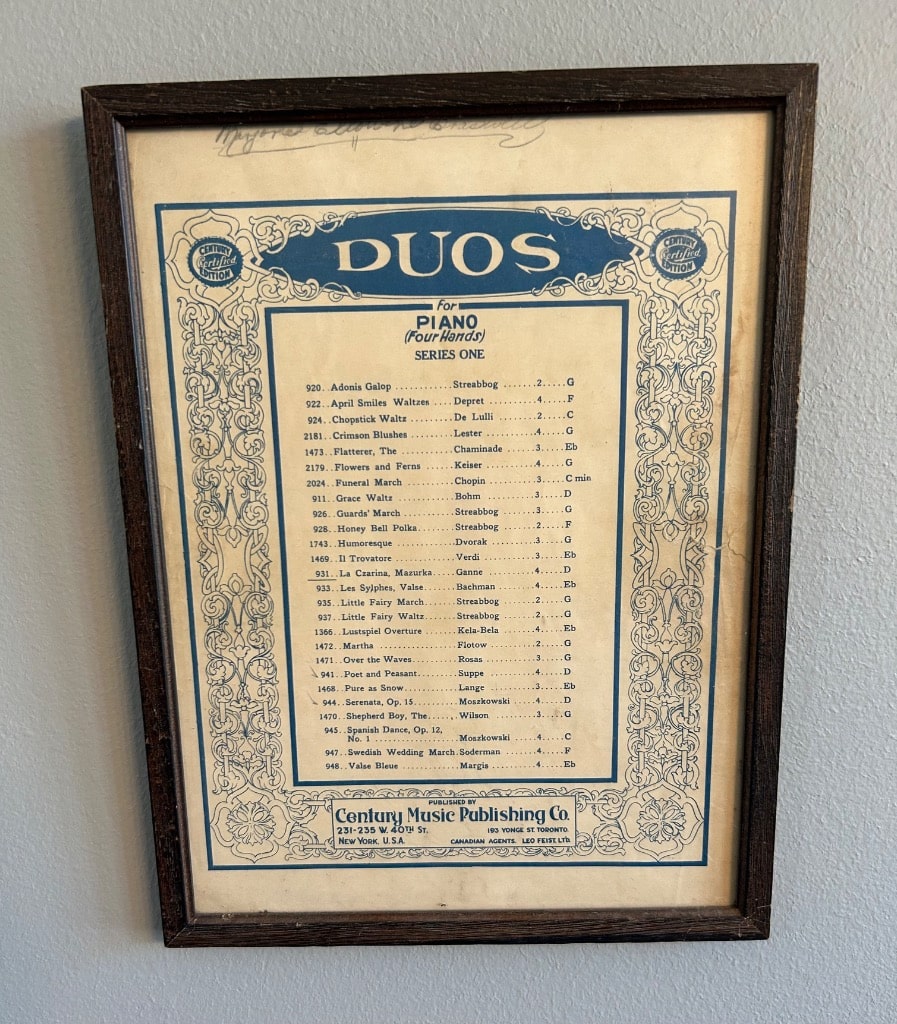 CENTURY Certified EDITION
DUOS
CENTURY Certified EDITION
for
PIANO
(Four Hands)
SERIES ONE
920. . Adonis Galop . . . . . . . . . . . . Streabbog . . . . . . . 2 . . . . G
922. . April Smiles Waltzes . . . . Depret . . . . . . . . . . 4 . . . . . F
924. . Chopstick Waltz . . . . . . . . . De Lulli . . . . . . . . 2 . . . . . C
2181. . Crimson Blushes . . . . . . . . . Lester . . . . . . . . . . 4 . . . . . G
1473. . Flatterer, The . . . . . . . . . . Chaminade . . . . . . 3 . . . . Eb
2179. . Flowers and Ferns . . . . . . Keiser . . . . . . . . . . 4 . . . . . G
2024. . Funeral March . . . . . . . . . . Chopin . . . . . . . . . 3 . . . . . C min
911. . Grace Waltz . . . . . . . . . . . Bohm . . . . . . . . . . 3 . . . . . D
926. . Guards' March . . . . . . . . . Streabbog . . . . . . . 3 . . . . . G
928. . Honey Bell Polka . . . . . . . Streabbog . . . . . . . 2 . . . . . F
1743. . Humoresque . . . . . . . . . . . Dvorak . . . . . . . . . 3 . . . . . G
1469. . Il Trovatore . . . . . . . . . . Verdi . . . . . . . . . . 3 . . . . . Eb
931. . La Czarina, Mazurka . . . . Ganne . . . . . . . . . . 4 . . . . . D
933. . Les Sylphes, Valse . . . . . . Bachman . . . . . . . . 4 . . . . . Eb
935. . Little Fairy March . . . . . . Streabbog . . . . . . . 2 . . . . . G
937. . Little Fairy Waltz . . . . . . Streabbog . . . . . . . 2 . . . . . G
1366. . Lustspiel Overture . . . . . . Kela-Bela . . . . . . . 4 . . . . . Eb
1472. . Martha . . . . . . . . . . . . . . Flotow . . . . . . . . . 2 . . . . . G
1471. . Over the Waves . . . . . . . . Rosas . . . . . . . . . . 3 . . . . . G
941. . Poet and Peasant . . . . . . . Suppe . . . . . . . . . . 4 . . . . . D
1468. . Pure as Snow . . . . . . . . . . Lange . . . . . . . . . . 3 . . . . . Eb
944. . Serenata, Op. 15 . . . . . . . Moszkowski . . . . . 4 . . . . . D
1470. . Shepherd Boy, The . . . . . . Wilson . . . . . . . . . 3 . . . . . G
945. . Spanish Dance, Op. 12,
No. 1 . . . . . . . . . . . . . . . Moszkowski . . . . . 4 . . . . . C
947. . Swedish Wedding March . Soderman . . . . . . . 4 . . . . . F
948. . Valse Bleue . . . . . . . . . . . Margis . . . . . . . . . 4 . . . . . Eb
PUBLISHED BY
Century Music Publishing Co.
231-235 W. 40TH ST. 193 YONGE ST. TORONTO.
NEW YORK, U.S.A. CANADIAN AGENTS. LEO FEIST, LTD.